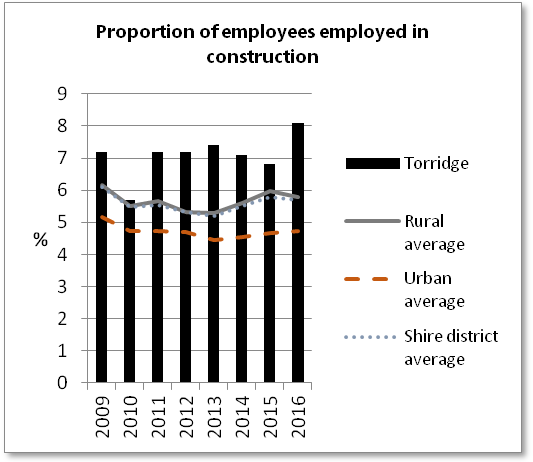 Proportion of employees employed in
construction
9
8
7
6
5
4
3
2
1
0
%
2009
2010
2011
2012
2013
2014
2015
2016
Torridge
Rural
average
Urban
average
Shire district
average